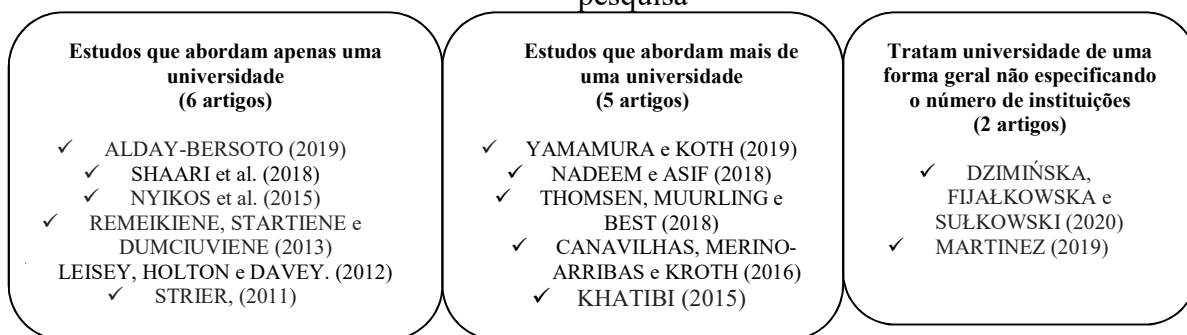 pesquisa
Estudos que abordam apenas uma
universidade
(6 artigos)
✓ ALDAY-BERSOTO (2019)
✓ SHAARI et al. (2018)
✓ NYIKOS et al. (2015)
✓ REMEIKIENE, STARTIENE e
DUMCIUVIENE (2013)
LEISEY, HOLTON e DAVEY. (2012)
✓ STRIER, (2011)
Estudos que abordam mais de
uma universidade
(5 artigos)
✓ YAMAMURA e KOTH (2019)
✓ NADEEM e ASIF (2018)
✓ THOMSEN, MUURLING e
BEST (2018)
✓ CANAVILHAS, MERINO-
ARRIBAS e KROTH (2016)
✓ KHATIBI (2015)
Tratam universidade de uma
forma geral não especificando
o número de instituições
(2 artigos)
✓ DZIMIŃSKA,
FIJAŁKOWSKA e
SUŁKOWSKI (2020)
✓ MARTINEZ (2019)